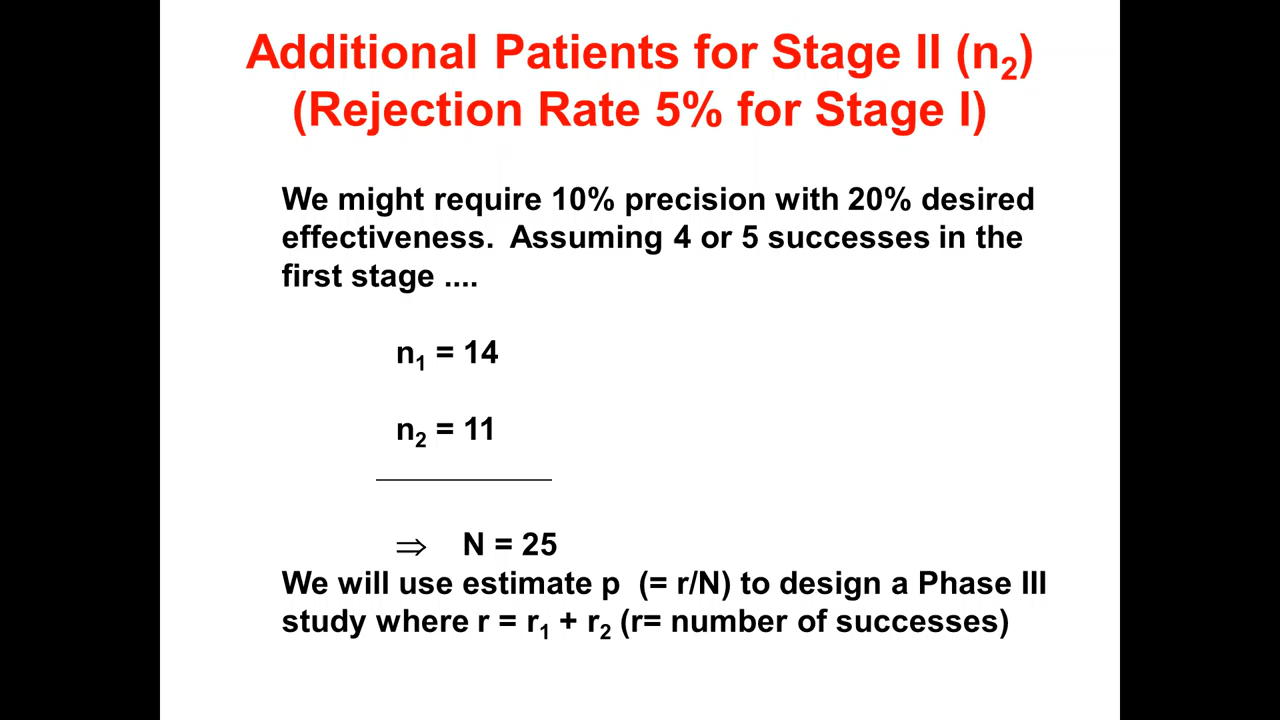 Additional Patients for Stage II (n₂)
(Rejection Rate 5% for Stage I)
We might require 10% precision with 20% desired
effectiveness. Assuming 4 or 5 successes in the
first stage ....
n₁ = 14
n₂ = 11
⇒ N = 25
We will use estimate p (= r/N) to design a Phase III
study where r = r₁ + r₂ (r= number of successes)